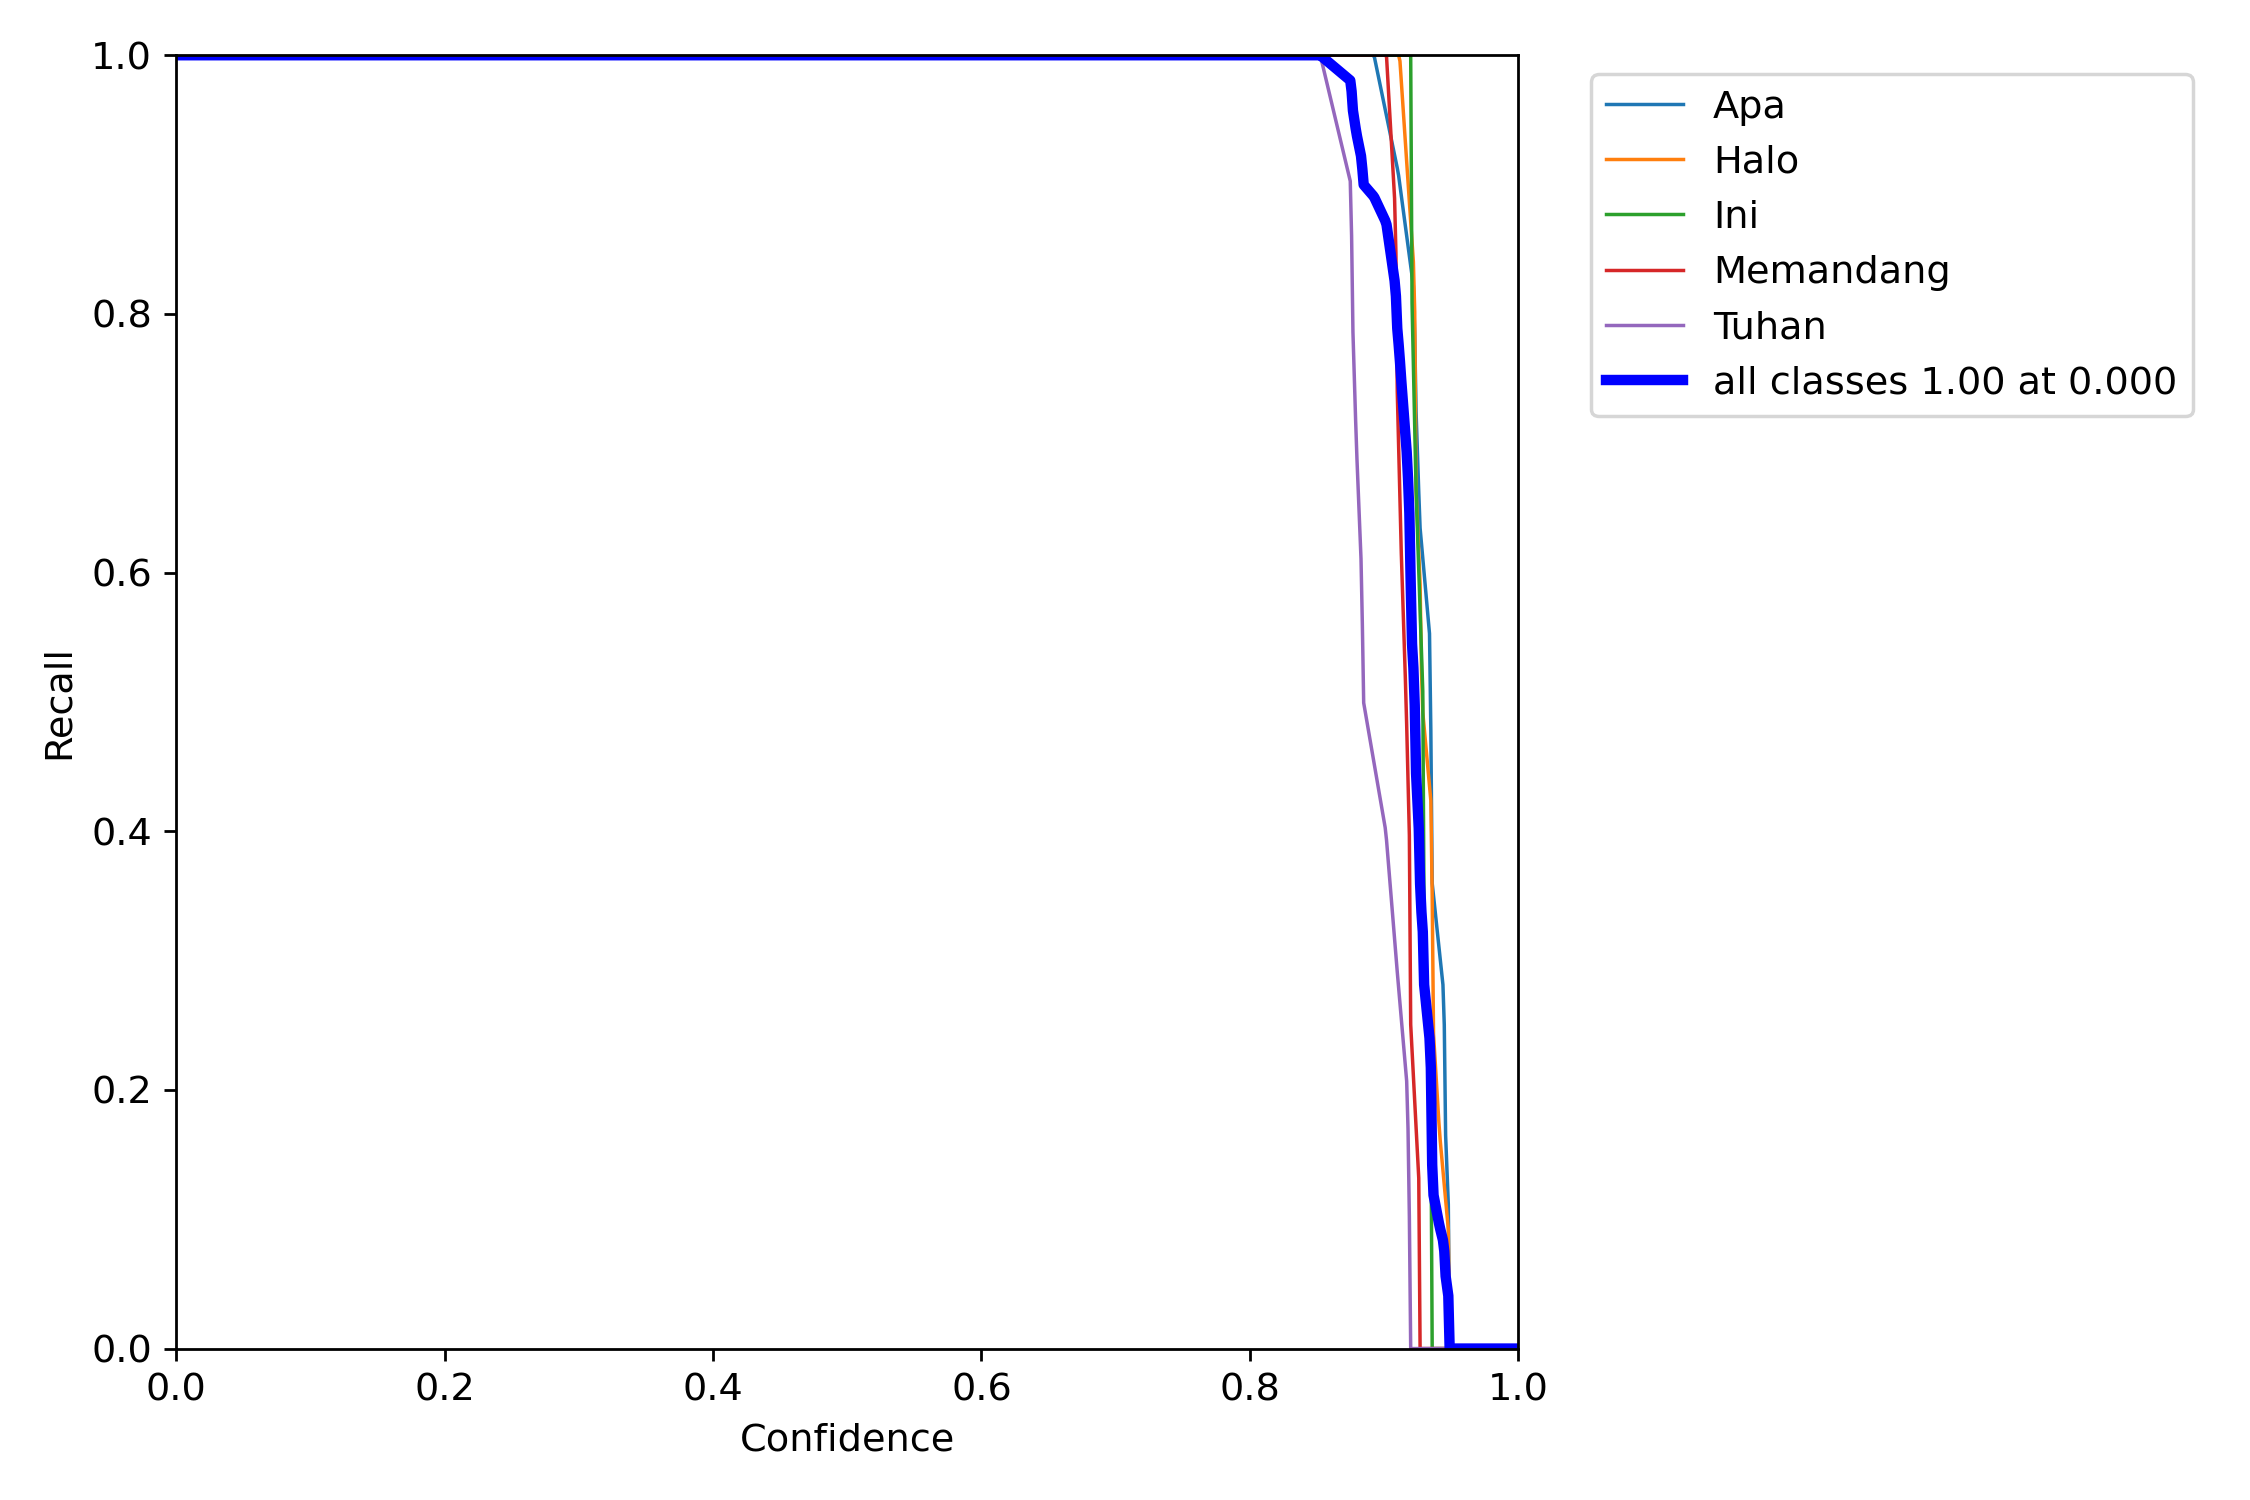 1.0
0.8
0.6
0.4
0.2
0.0
Recall
0.0 0.2 0.4 0.6 0.8 1.0
Confidence
Apa
Halo
Ini
Memandang
Tuhan
all classes 1.00 at 0.000